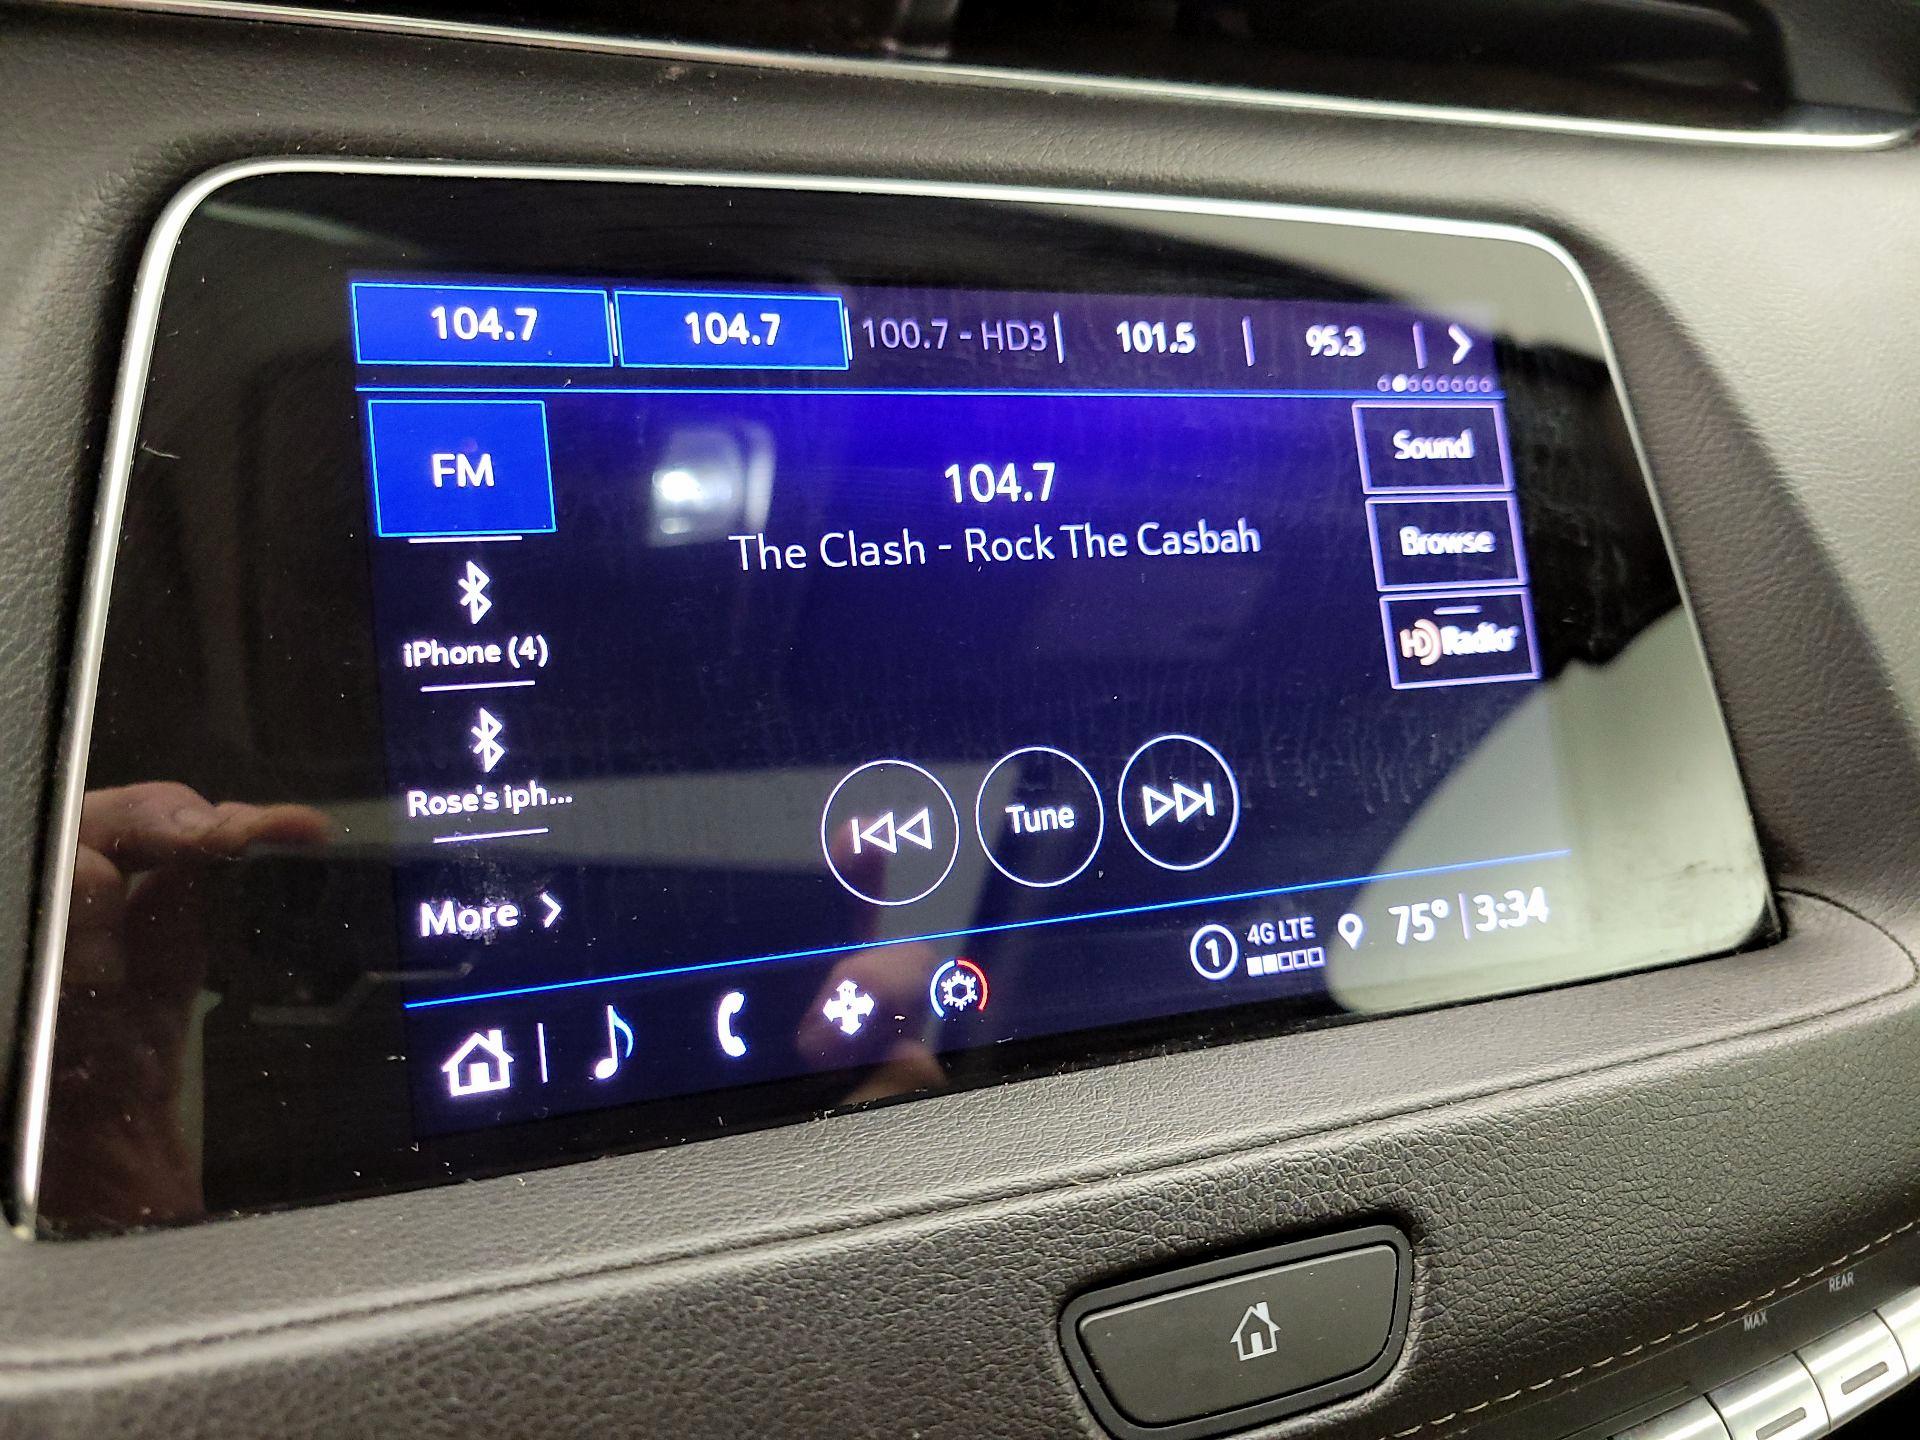 104.7 104.7 100.7 - HD3 101.5 95.3
FM
104.7
The Clash - Rock The Casbah
Sound
Browse
HD Radio
iPhone (4)
Rose's iph...
More
Tune
1 4G LTE 75° 3:34
MAX
REAR